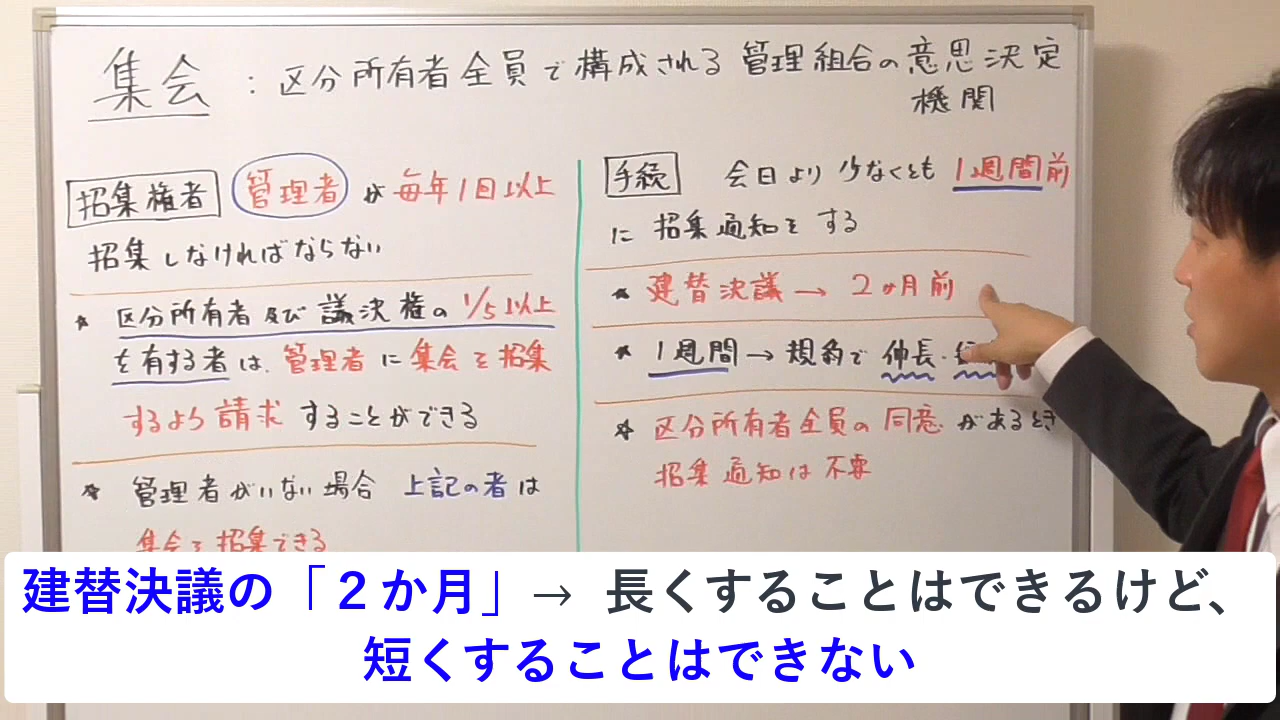 集会 : 区分所有者全員で構成される管理組合の意思決定
機関
招集権者 管理者が毎年1回以上
招集しなければならない
★ 区分所有者及び議決権の1/5以上
を有する者は、管理者に集会を招集
するよう請求することができる
★ 管理者がいない場合 上記の者は
集会を招集できる
手続 会日より少なくとも1週間前
に招集通知をする
★ 建替決議→2ヶ月前
★ 1週間→規約で伸長・
★ 区分所有者全員の同意があるとき
招集通知は不要
建替決議の「２か月」→ 長くすることはできるけど、
短くすることはできない